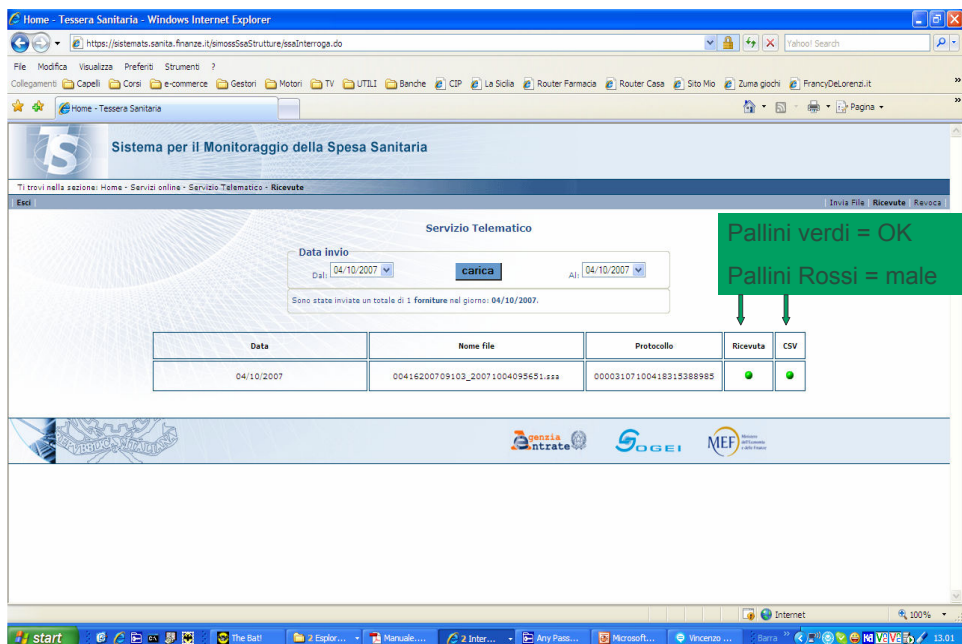 Home - Tessera Sanitaria - Windows Internet Explorer
https://sistemats.sanita.finanze.it/simossSsaStrutture/ssaInterroga.do
Yahoo! Search
File Modifica Visualizza Preferiti Strumenti ?
Collegamenti Capelli Corsi e-commerce Gestori Motori TV UTILI Banche CIP La Sicilia Router Farmacia Router Casa Sito Mio Zuma giochi FrancyDeLorenzi.it
Home - Tessera Sanitaria
Pagina
TS
Sistema per il Monitoraggio della Spesa Sanitaria
Ti trovi nella sezione: Home - Servizi online - Servizio Telematico - Ricevute
Esci | Invia File | Ricevute | Revoca |
Servizio Telematico
Pallini verdi = OK
Pallini Rossi = male
Data invio
Dal: 04/10/2007 carica Al: 04/10/2007
Sono state inviate un totale di 1 forniture nel giorno: 04/10/2007.
Data Nome file Protocollo Ricevuta CSV
04/10/2007 00416200709103_20071004095651.ssa 00003107100418315388985
REPVBBLICA ITALIANA
Agenzia Entrate SOGEI MEF
Internet 100%
start The Bat! 2 Esplor... Manuale.... 2 Inter... Any Pass... Microsoft... Vincenzo ... Barra 13.01